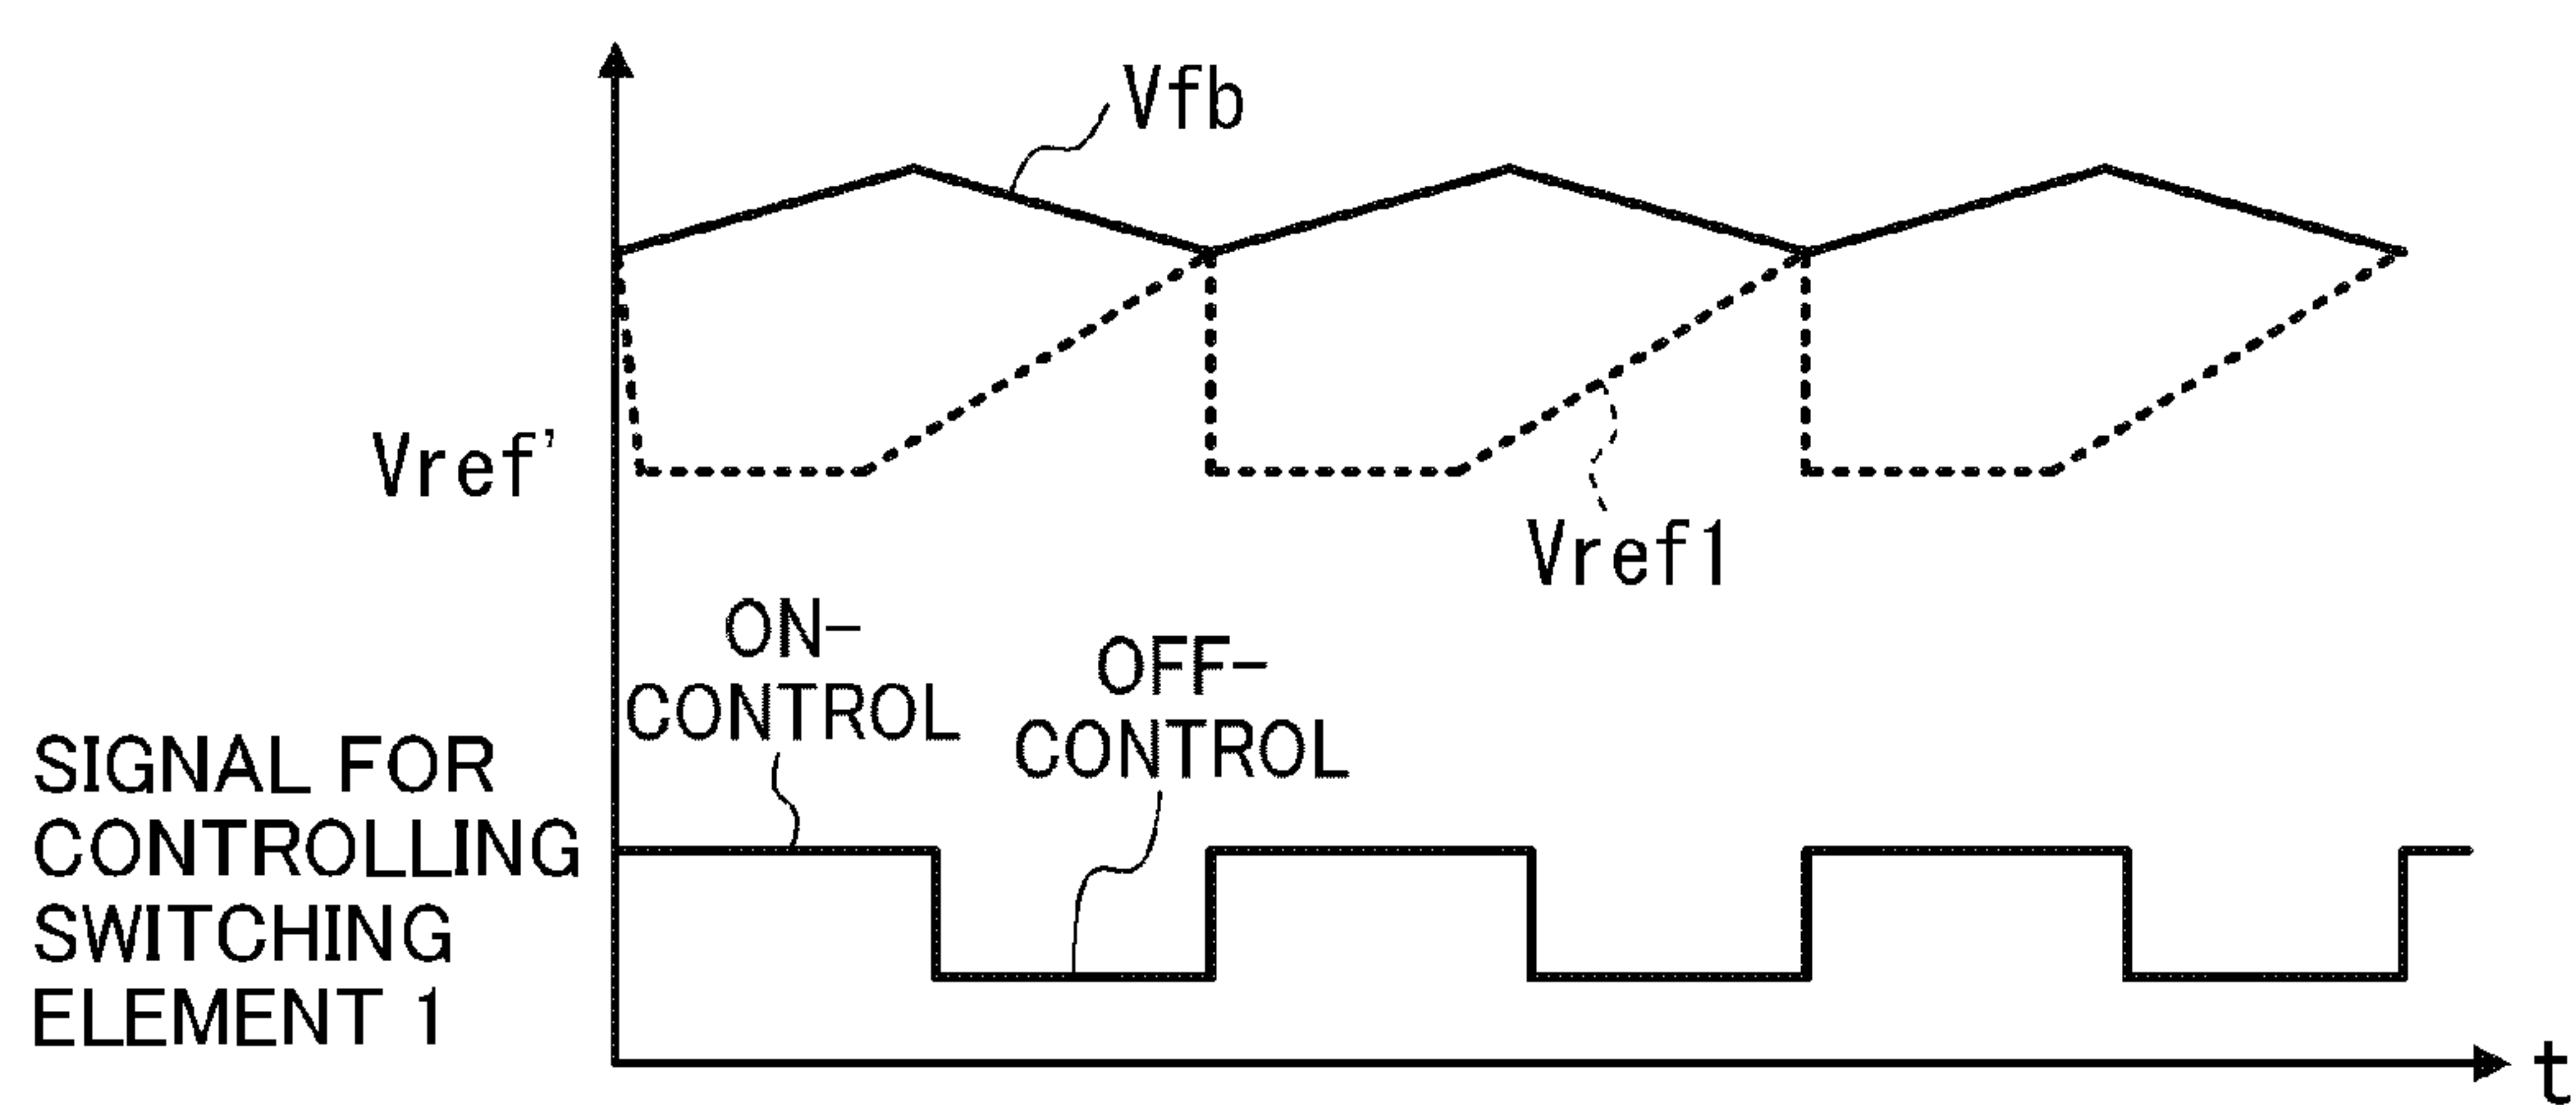 Vfb
Vref'
Vref1
ON-
CONTROL
OFF-
CONTROL
SIGNAL FOR
CONTROLLING
SWITCHING
ELEMENT 1
t